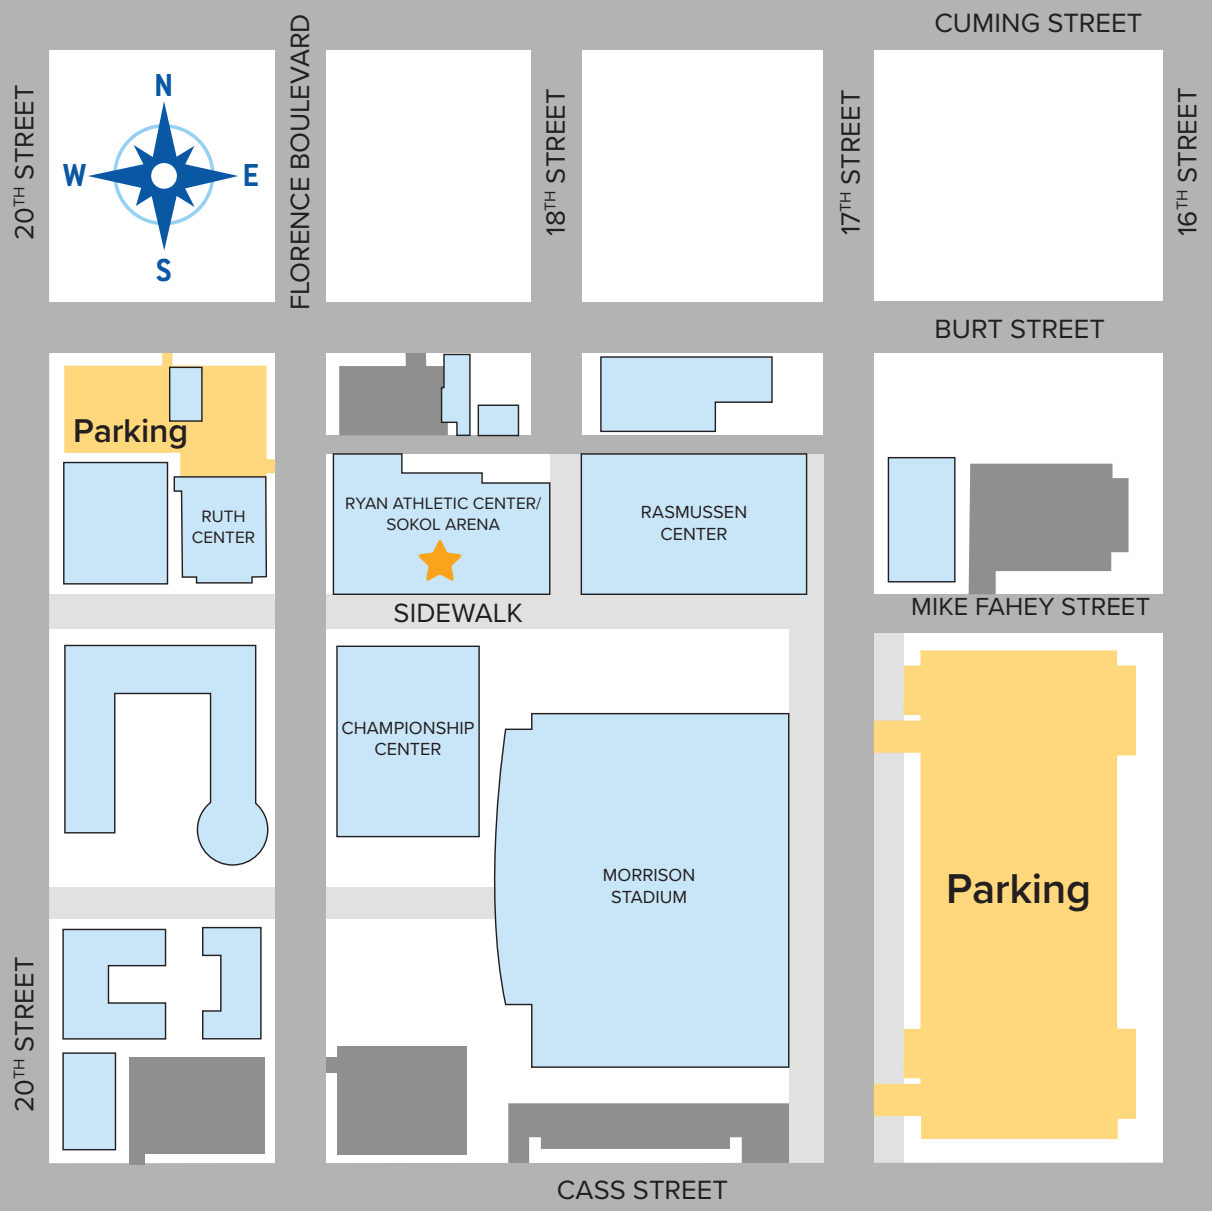 CUMING STREET
20TH STREET
FLORENCE BOULEVARD
18TH STREET
17TH STREET
16TH STREET
N
W
E
S
BURT STREET
Parking
RUTH
CENTER
RYAN ATHLETIC CENTER/
SOKOL ARENA
RASMUSSEN
CENTER
SIDEWALK
MIKE FAHEY STREET
CHAMPIONSHIP
CENTER
MORRISON
STADIUM
Parking
20TH STREET
CASS STREET